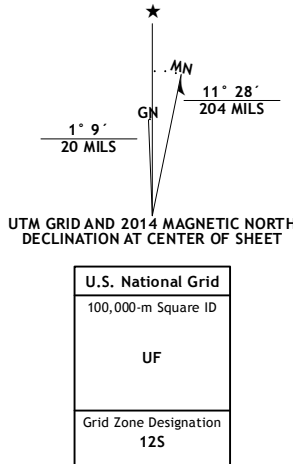 ★
MN
GN
11° 28´
204 MILS
1° 9´
20 MILS
UTM GRID AND 2014 MAGNETIC NORTH
DECLINATION AT CENTER OF SHEET
U.S. National Grid
100,000-m Square ID
UF
Grid Zone Designation
12S